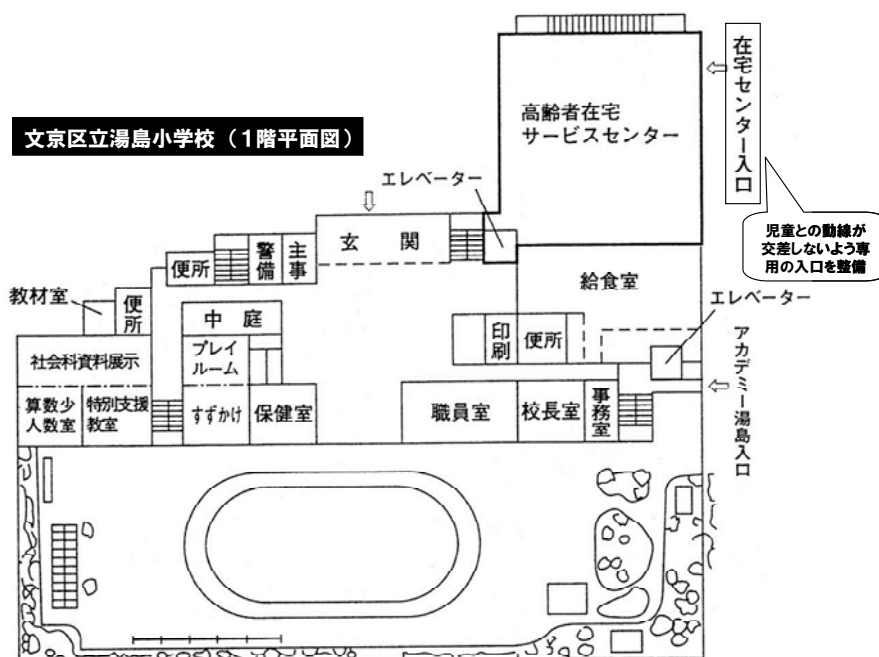 文京区立湯島小学校（1階平面図）
高齢者在宅
サービスセンター
在宅センター入口
児童との動線が
交差しないよう専
用の入口を整備
エレベーター
玄関
主事
警備
便所
教材室
便所
中庭
給食室
エレベーター
社会科資料展示
プレイ
ルーム
印刷
便所
アカデミー湯島入口
算数少
人数室
特別支援
教室
すずかけ
保健室
職員室
校長室
事務室